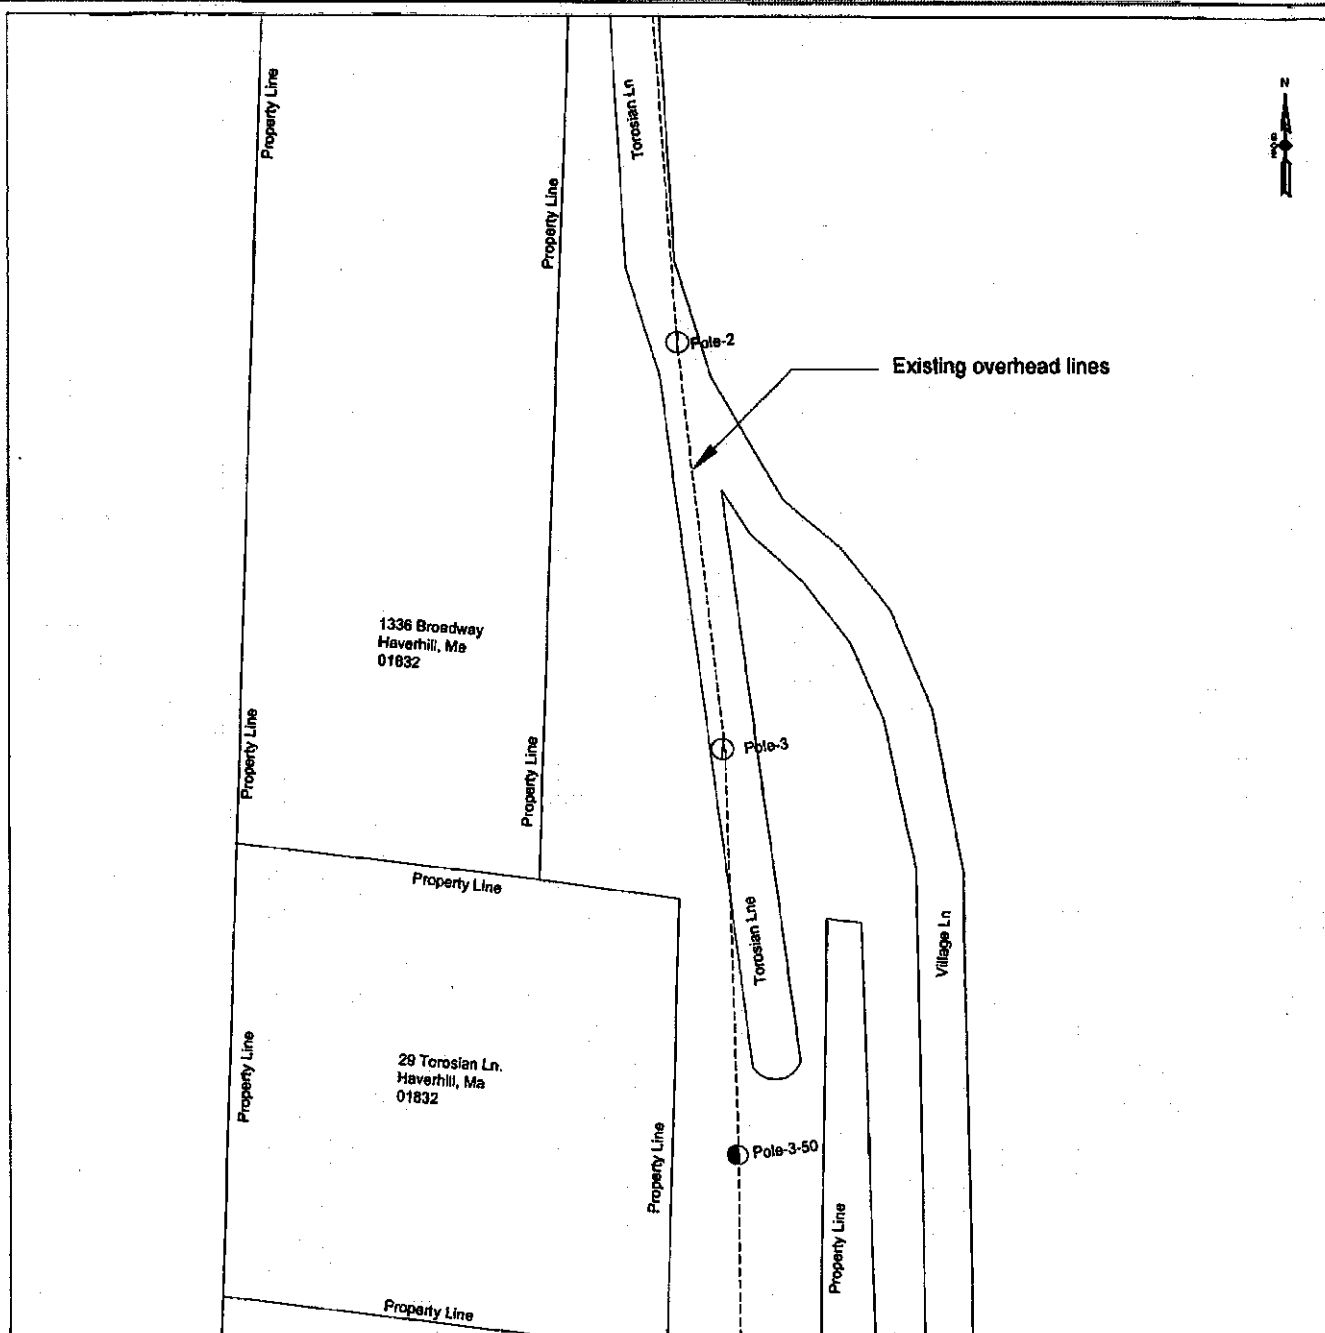 Property Line
Torosian Ln
N
Property Line
Pole-2
Existing overhead lines
1336 Broadway
Haverhill, Ma
01832
Property Line
Property Line
Pole-3
Property Line
Torosian Lne
Village Ln
Property Line
29 Torosian Ln.
Haverhill, Ma
01832
Property Line
Pole-3-50
Property Line
Property Line